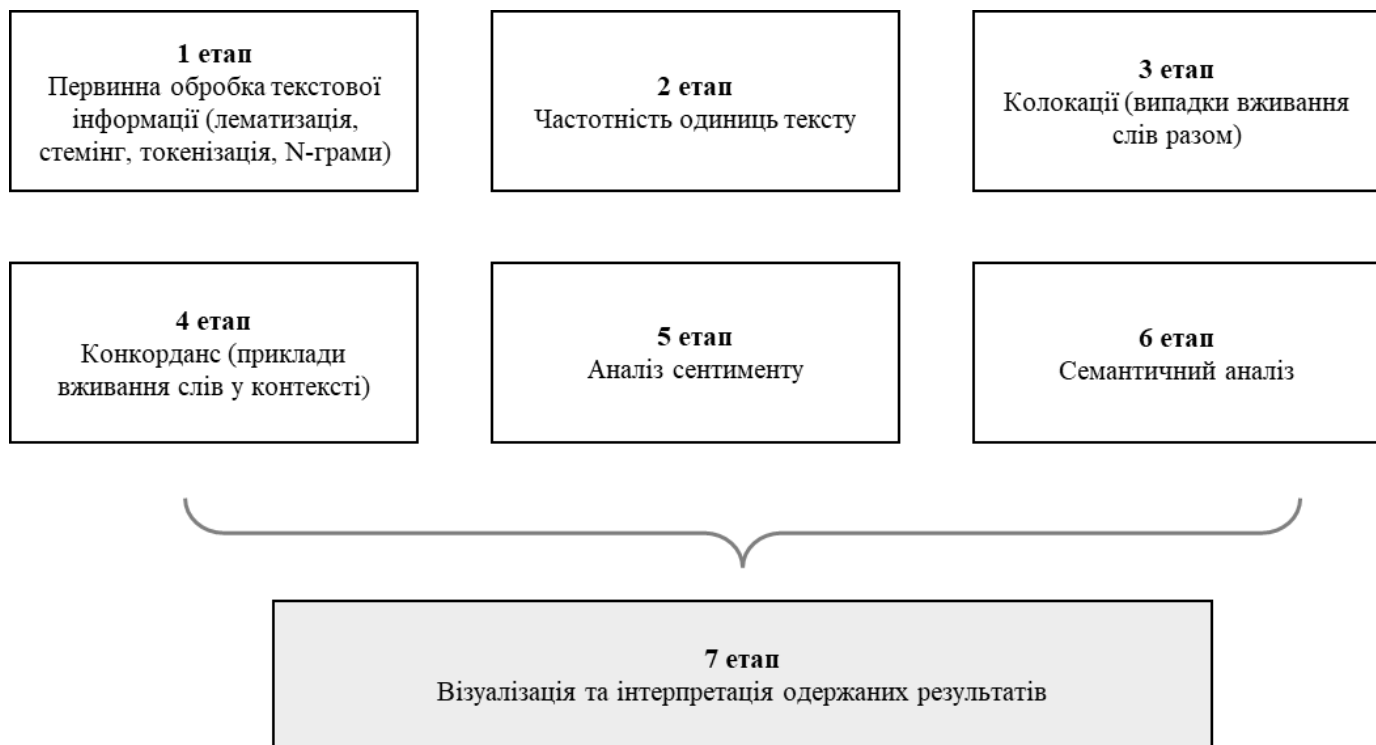 1 етап
Первинна обробка текстової
інформації (лематизація,
стемінг, токенізація, N-грами)
2 етап
Частотність одиниць тексту
3 етап
Колокації (випадки вживання
слів разом)
4 етап
Конкорданс (приклади
вживання слів у контексті)
5 етап
Аналіз сентименту
6 етап
Семантичний аналіз
7 етап
Візуалізація та інтерпретація одержаних результатів